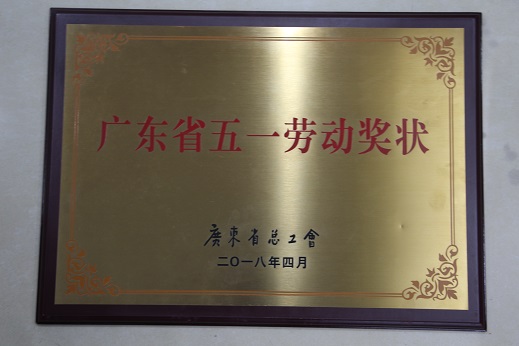 广东省五一劳动奖状
廣東省总工會
二〇一八年四月